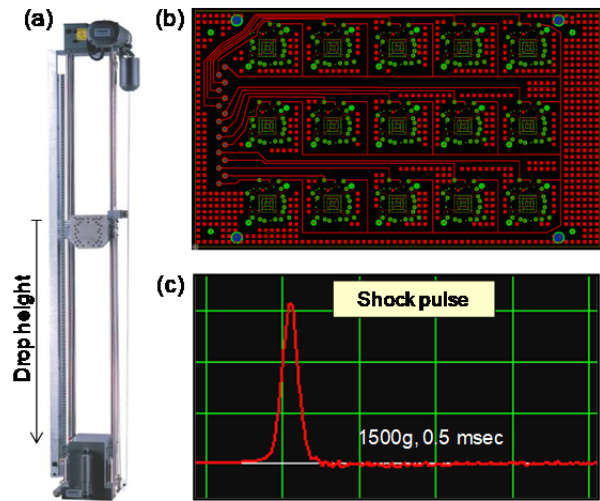 (a)
Drop height
(b)
(c)
Shock pulse
1500g, 0.5 msec